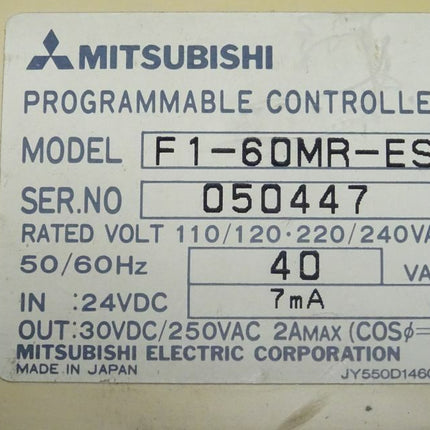 MITSUBISHI
PROGRAMMABLE CONTROLLE
MODEL F1-60MR-ES
SER.NO 050447
RATED VOLT 110/120·220/240VA
50/60Hz 40 VA
IN :24VDC 7mA
OUT:30VDC/250VAC 2AMAX (COSϕ=
MITSUBISHI ELECTRIC CORPORATION
MADE IN JAPAN JY550D1460